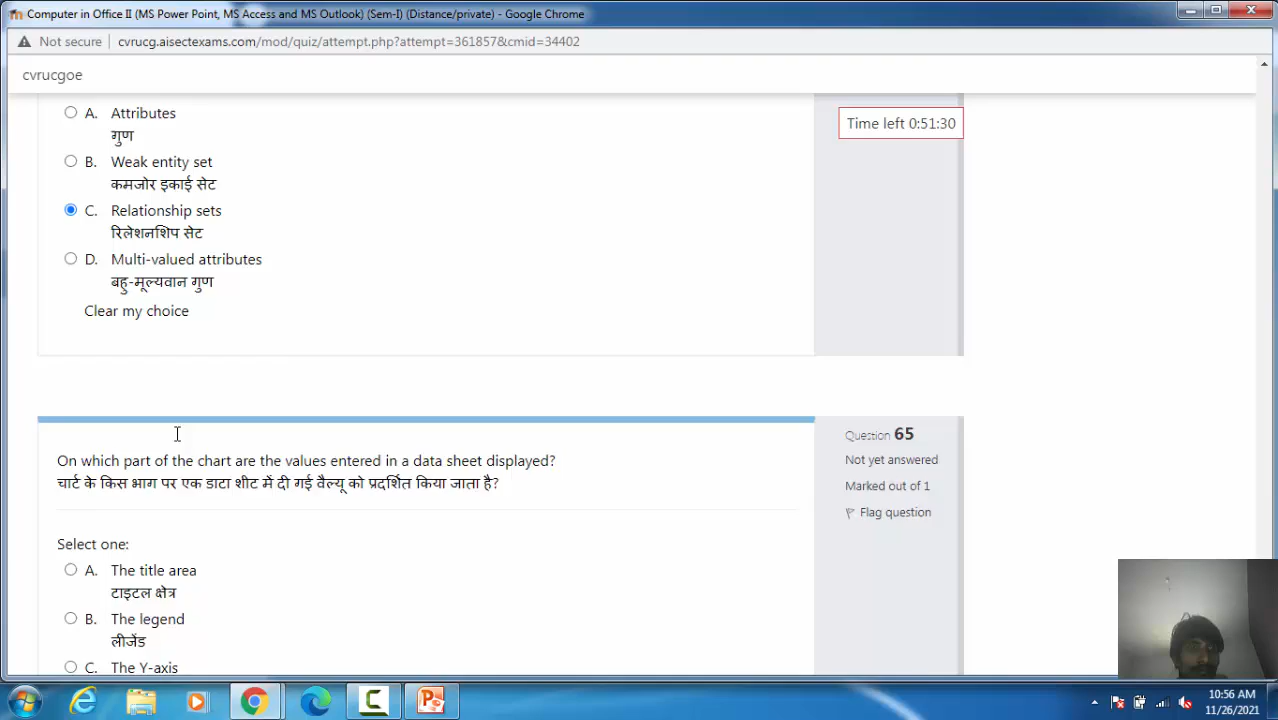 Computer in Office II (MS Power Point, MS Access and MS Outlook) (Sem-I) (Distance/private) - Google Chrome
Not secure | cvrucg.aisectexams.com/mod/quiz/attempt.php?attempt=361857&cmid=34402
cvrucgoe
A. Attributes
गुण
Time left 0:51:30
B. Weak entity set
कमजोर इकाई सेट
C. Relationship sets
रिलेशनशिप सेट
D. Multi-valued attributes
बहु-मूल्यवान गुण
Clear my choice
Question 65
Not yet answered
Marked out of 1
Flag question
On which part of the chart are the values entered in a data sheet displayed?
चार्ट के किस भाग पर एक डाटा शीट में दी गई वैल्यू को प्रदर्शित किया जाता है?
Select one:
A. The title area
टाइटल क्षेत्र
B. The legend
लीजेंड
C. The Y-axis
10:56 AM
11/26/2021